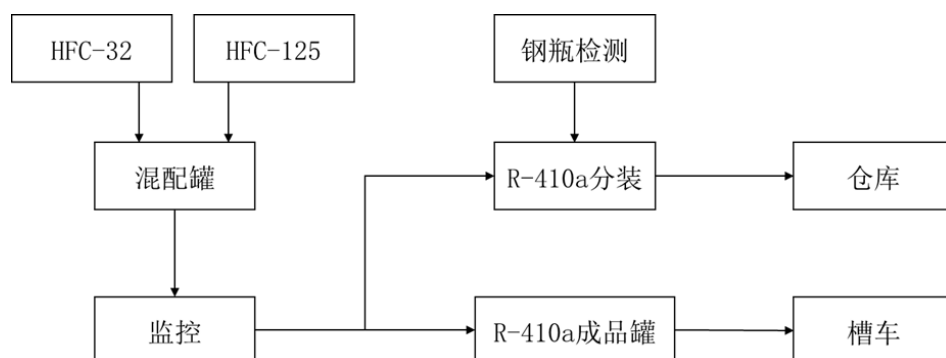 HFC-32
HFC-125
钢瓶检测
混配罐
R-410a分装
仓库
监控
R-410a成品罐
槽车